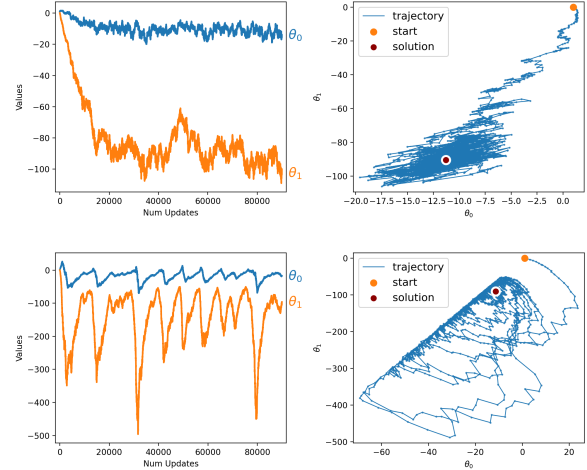 0
−20
−40
−60
−80
−100
Values
0
20000
40000
60000
80000
Num Updates
θ0
θ1
trajectory
start
solution
0
−20
−40
−60
−80
−100
θ1
−20.0
−17.5
−15.0
−12.5
−10.0
−7.5
−5.0
−2.5
0.0
θ0
0
−100
−200
−300
−400
−500
Values
0
20000
40000
60000
80000
Num Updates
θ0
θ1
trajectory
start
solution
0
−100
−200
−300
−400
−500
θ1
−60
−40
−20
0
20
θ0